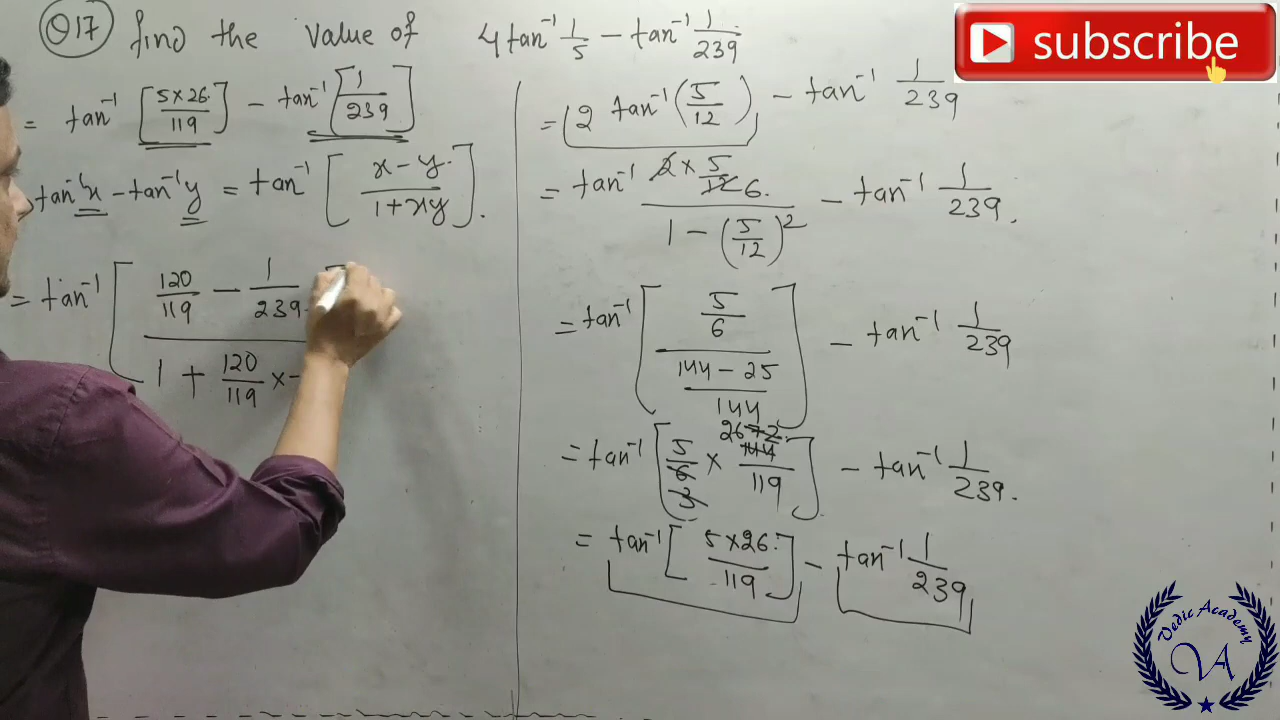 Q17 find the value of 4 tan⁻¹ 1/5 − tan⁻¹ 1/239
subscribe
= tan⁻¹ [5×26/119] − tan⁻¹ [1/239]
tan⁻¹x − tan⁻¹y = tan⁻¹ [x − y / 1 + xy].
= tan⁻¹ [120/119 − 1/239 / 1 + 120/119 ×
= 2 tan⁻¹ (5/12) − tan⁻¹ 1/239
= tan⁻¹ 2 × 5/12 6 / 1 − (5/12)² − tan⁻¹ 1/239.
= tan⁻¹ [5/6 / 144 − 25/144] − tan⁻¹ 1/239
= tan⁻¹ [5/6 3 × 26 72 144/119] − tan⁻¹ 1/239.
= tan⁻¹ [5×26/119] − tan⁻¹ 1/239
Vedic Academy
VA